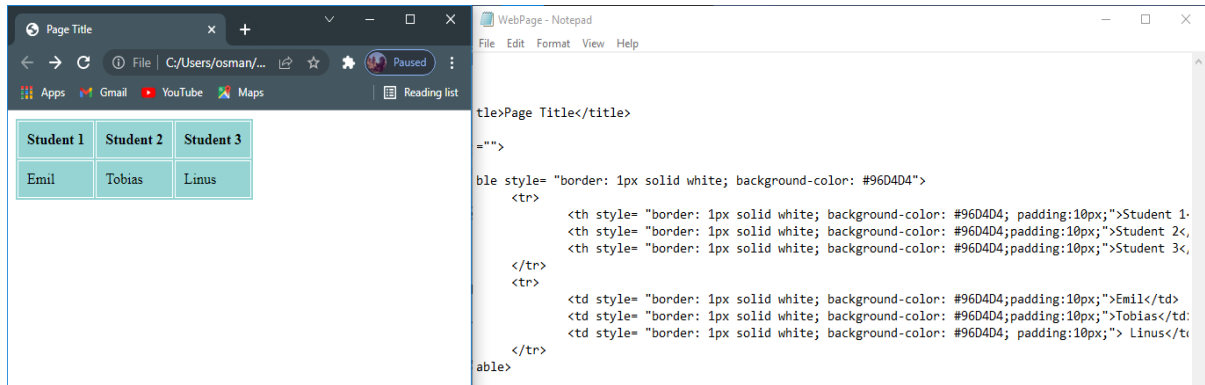 Page Title
File | C:/Users/osman/...
Paused
Apps Gmail YouTube Maps Reading list
Student 1 Student 2 Student 3
Emil Tobias Linus
WebPage - Notepad
File Edit Format View Help
tle>Page Title</title>
="">
ble style= "border: 1px solid white; background-color: #96D4D4">
<tr>
<th style= "border: 1px solid white; background-color: #96D4D4; padding:10px;">Student 1<
<th style= "border: 1px solid white; background-color: #96D4D4;padding:10px;">Student 2</
<th style= "border: 1px solid white; background-color: #96D4D4;padding:10px;">Student 3</
</tr>
<tr>
<td style= "border: 1px solid white; background-color: #96D4D4;padding:10px;">Emil</td>
<td style= "border: 1px solid white; background-color: #96D4D4;padding:10px;">Tobias</td>
<td style= "border: 1px solid white; background-color: #96D4D4; padding:10px;"> Linus</td
</tr>
able>